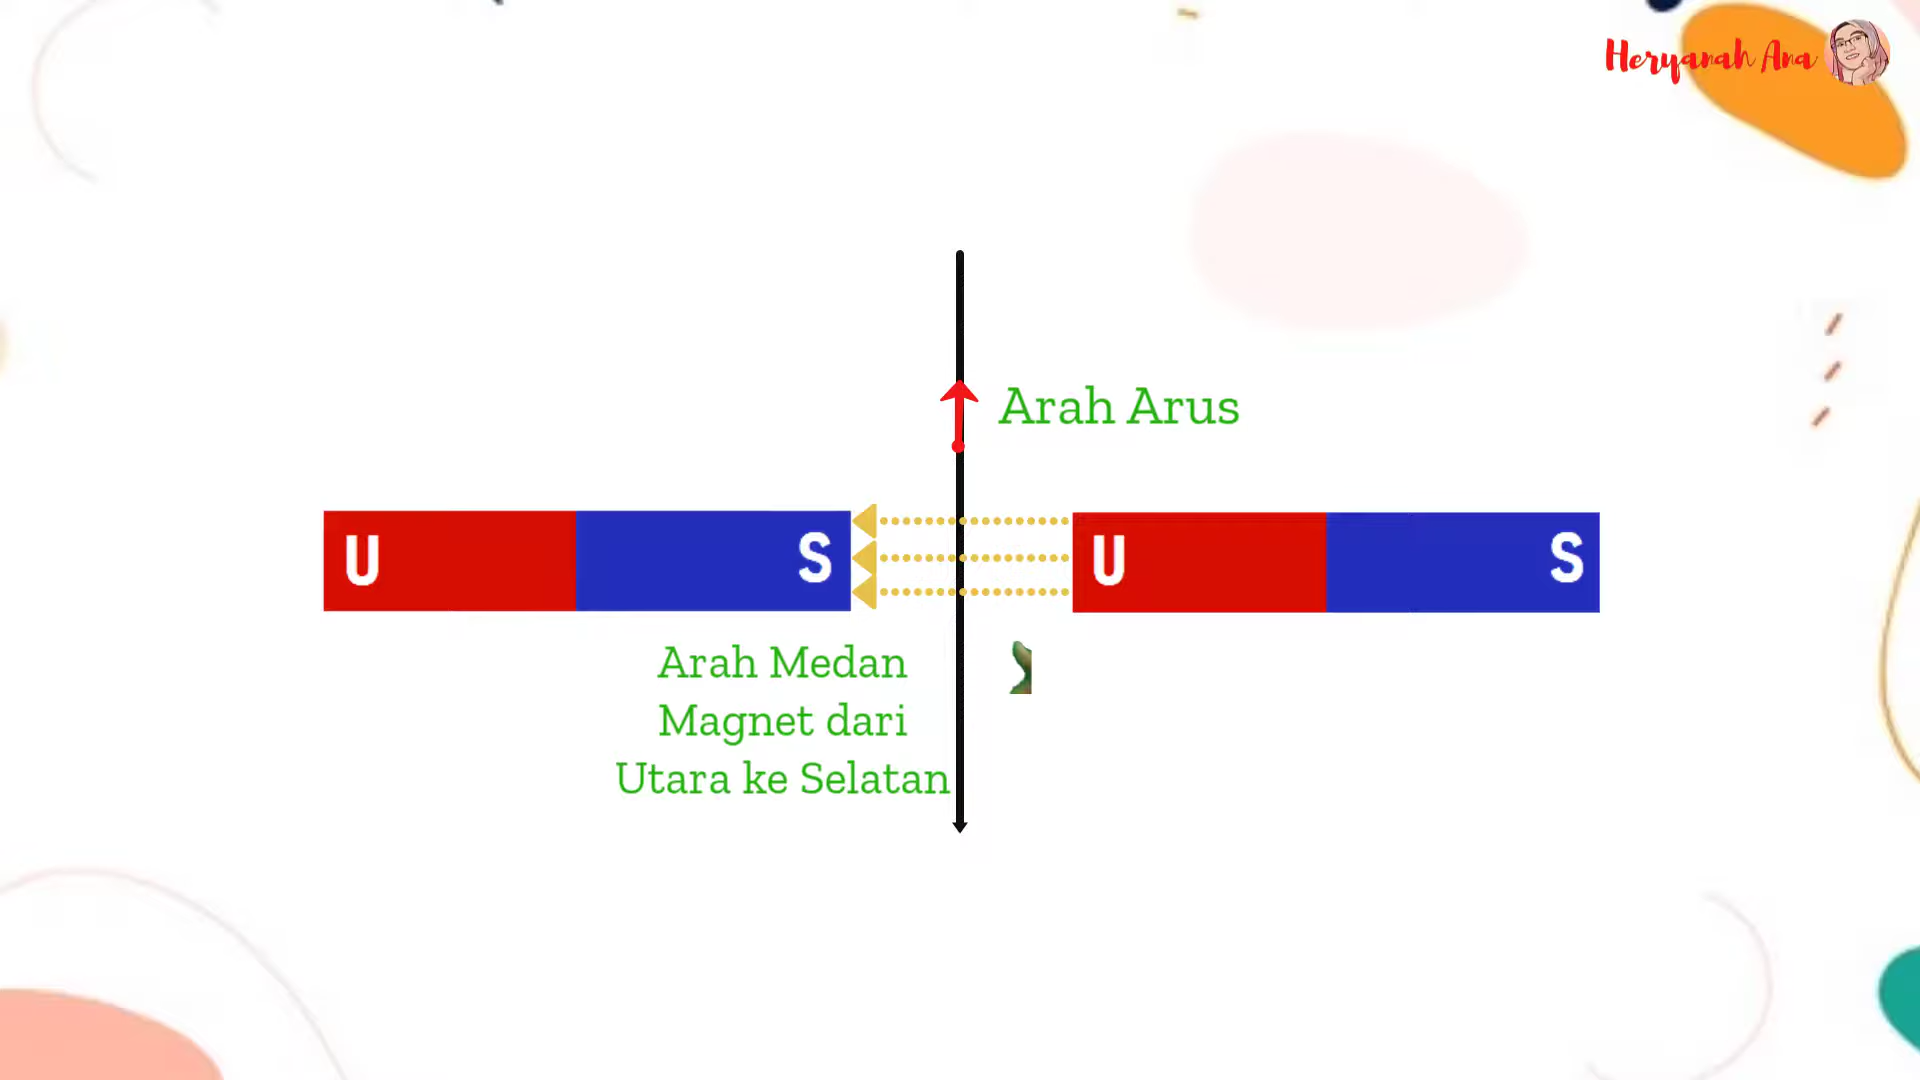 Heryanah Ana
Arah Arus
U
S
U
S
Arah Medan
Magnet dari
Utara ke Selatan